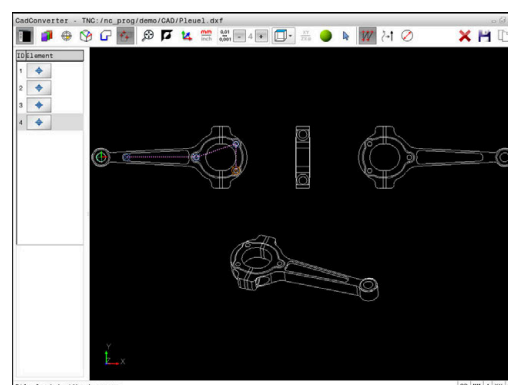 CadConverter - TNC:/nc_prog/demo/CAD/Pleuel.dxf
mm inch 0,01 0,001 4
ID Element
1
2
3
4
Y
Z X